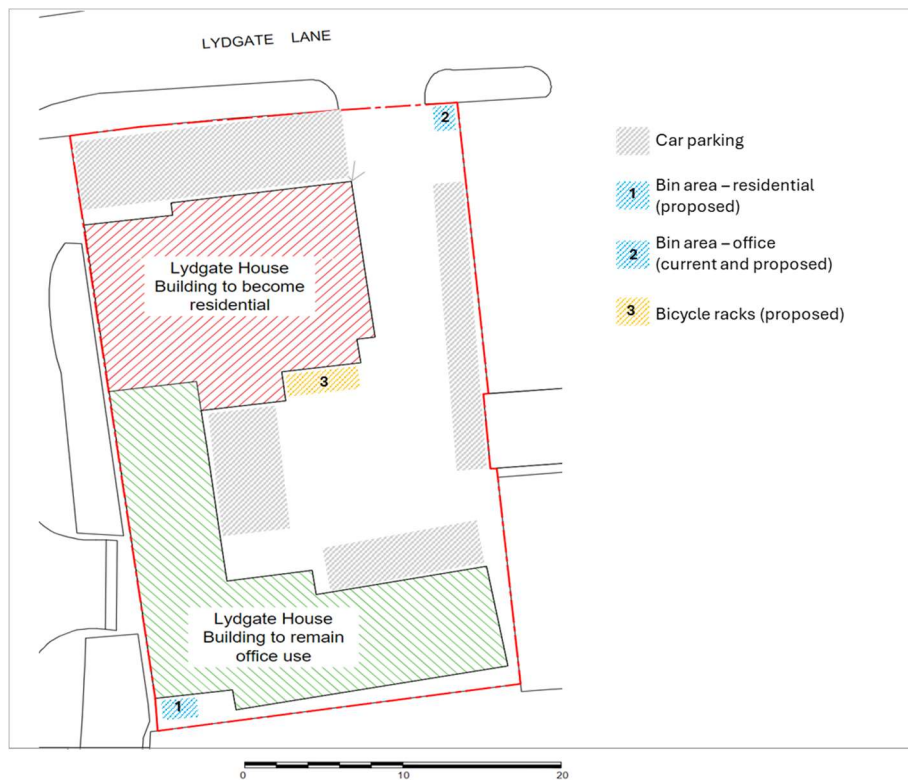 LYDGATE LANE
2
Car parking
1 Bin area – residential
(proposed)
2 Bin area – office
(current and proposed)
3 Bicycle racks (proposed)
Lydgate House
Building to become
residential
3
Lydgate House
Building to remain
office use
1
0 10 20